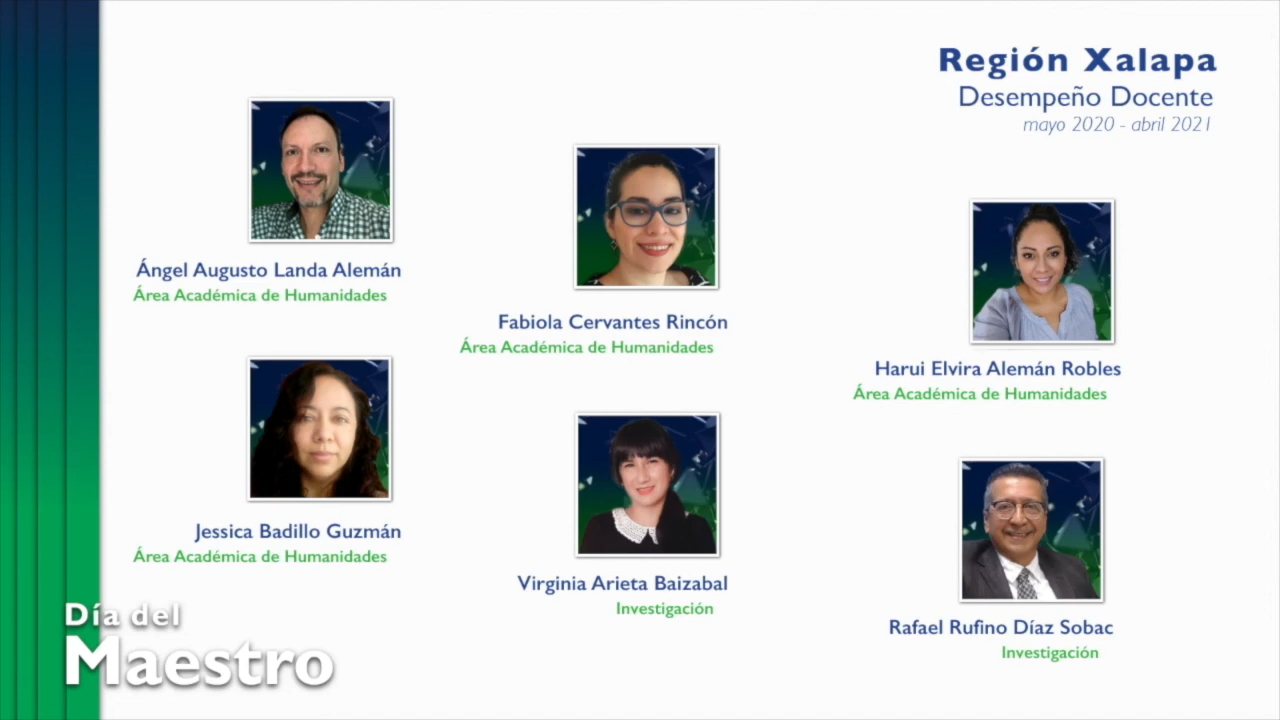 Región Xalapa
Desempeño Docente
mayo 2020 - abril 2021
Ángel Augusto Landa Alemán
Área Académica de Humanidades
Fabiola Cervantes Rincón
Área Académica de Humanidades
Harui Elvira Alemán Robles
Área Académica de Humanidades
Jessica Badillo Guzmán
Área Académica de Humanidades
Virginia Arieta Baizabal
Investigación
Rafael Rufino Díaz Sobac
Investigación
Día del
Maestro